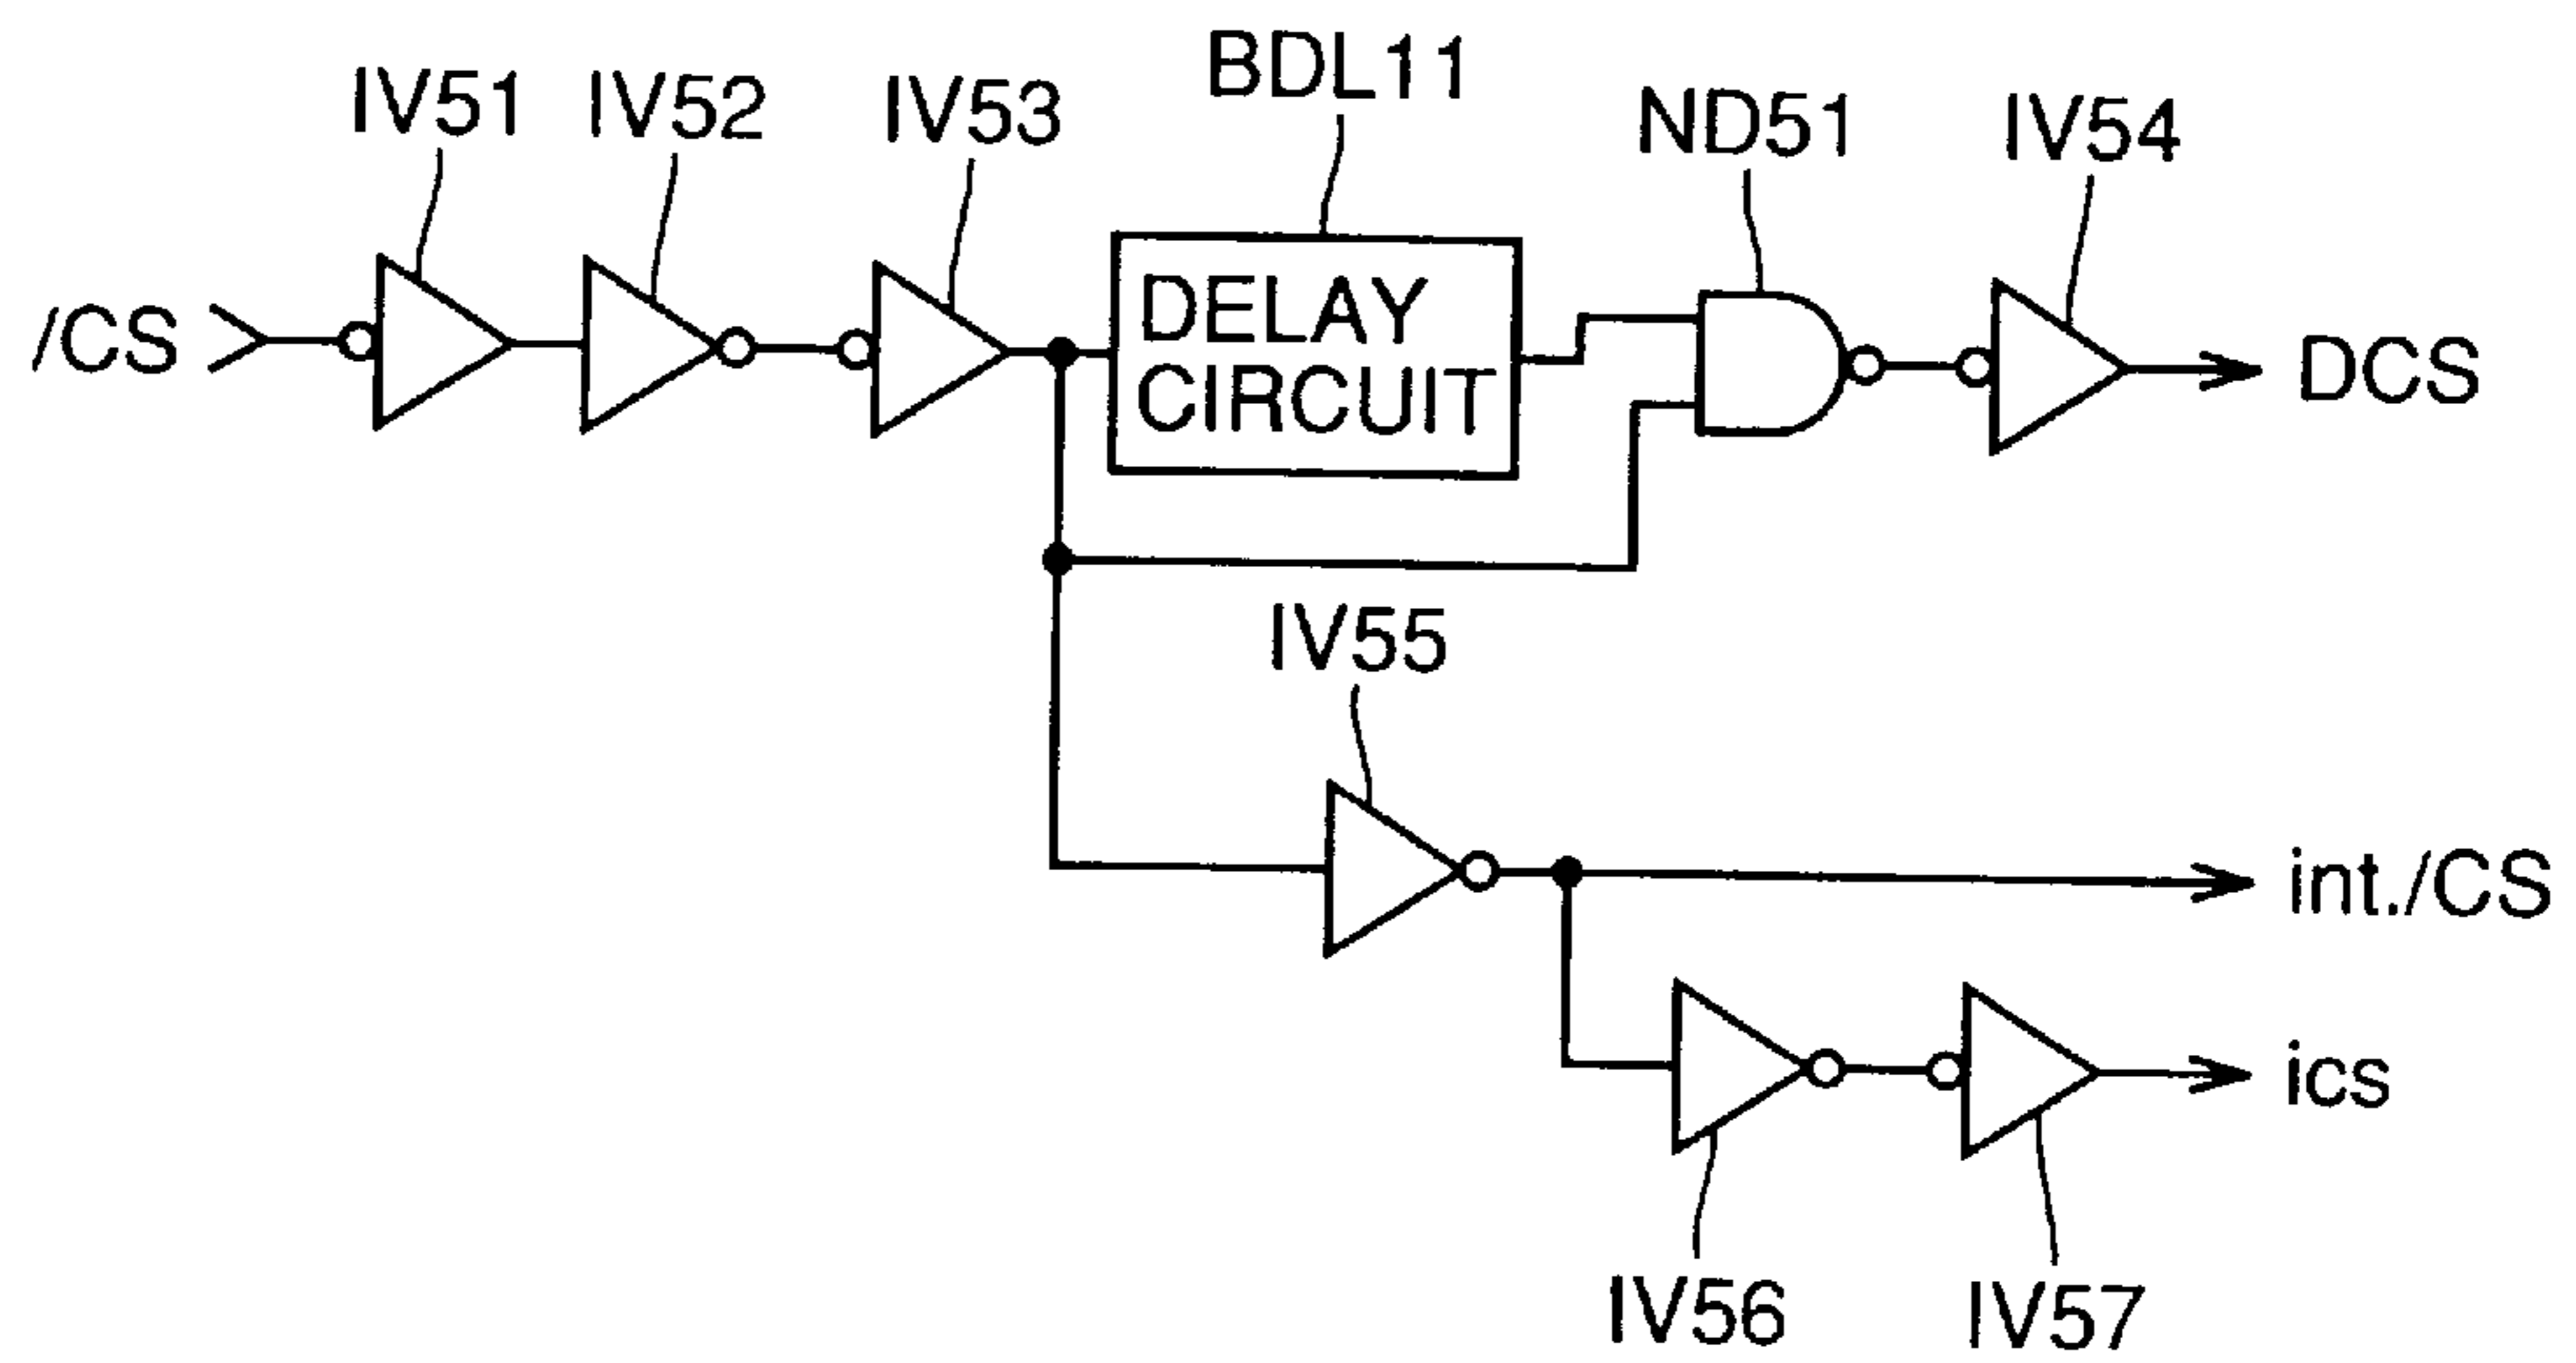 IV51
IV52
IV53
BDL11
ND51
IV54
/CS
DELAY
CIRCUIT
DCS
IV55
int./CS
ics
IV56
IV57